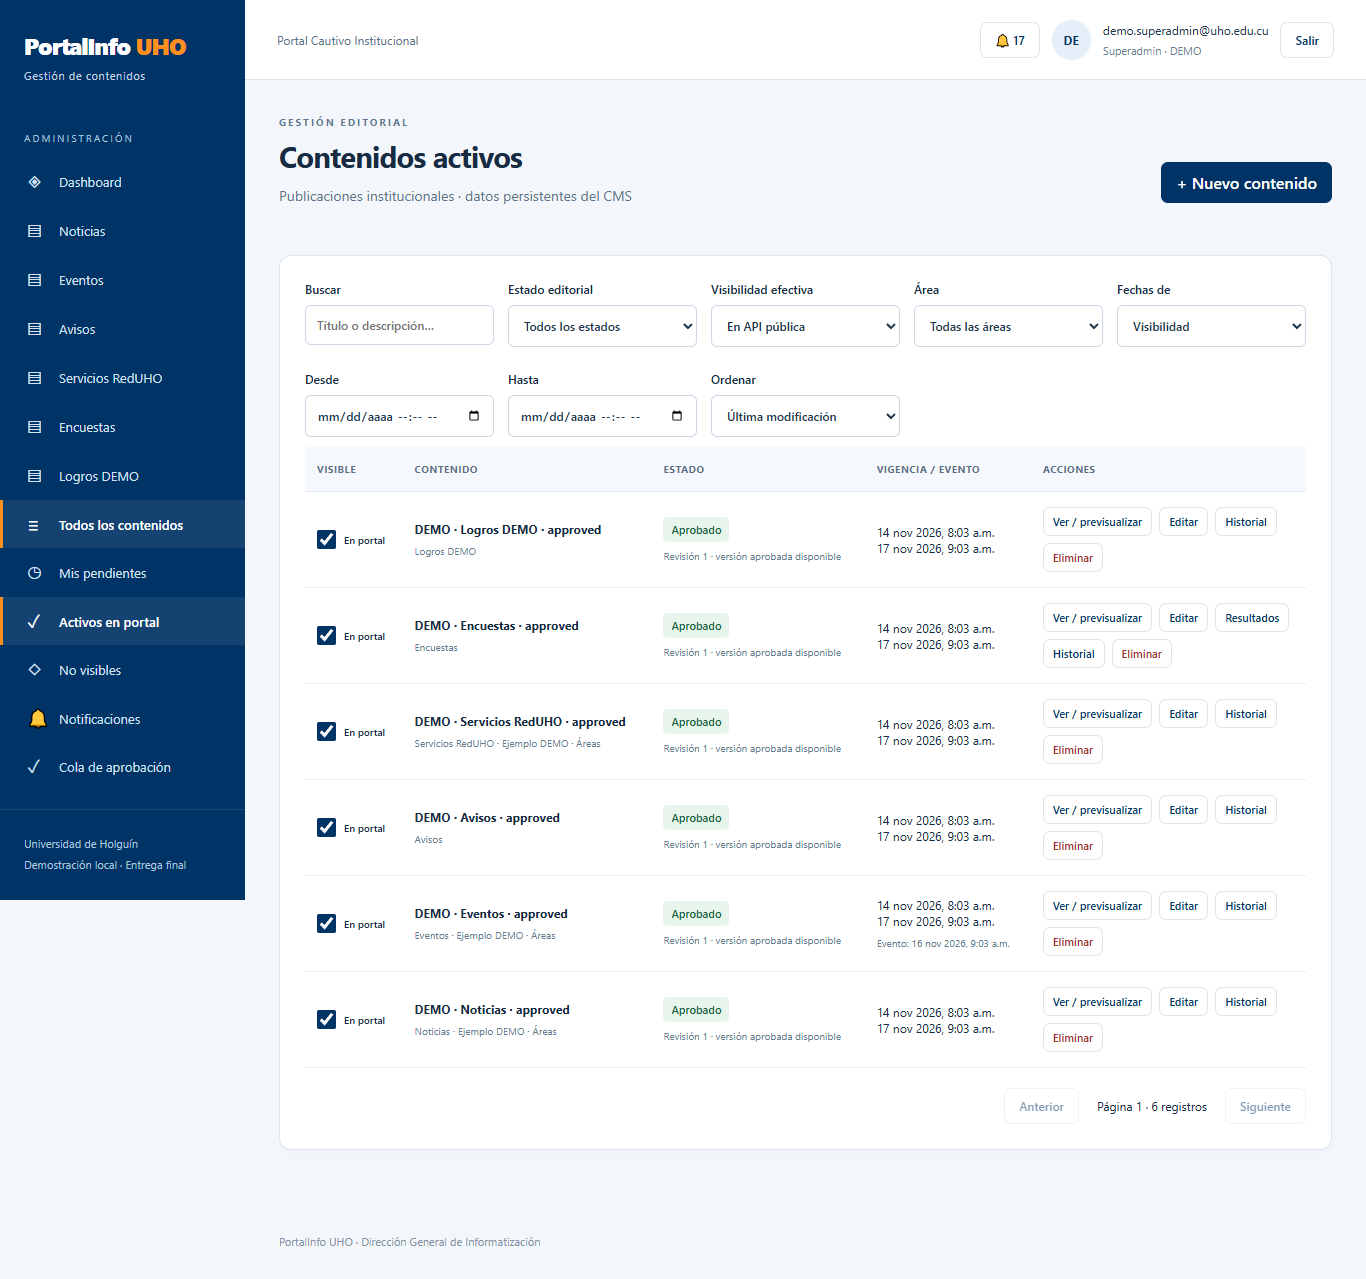 PortalInfo UHO
Gestión de contenidos
ADMINISTRACIÓN
Dashboard
Noticias
Eventos
Avisos
Servicios RedUHO
Encuestas
Logros DEMO
Todos los contenidos
Mis pendientes
Activos en portal
No visibles
Notificaciones
Cola de aprobación
Universidad de Holguín
Demostración local · Entrega final
Portal Cautivo Institucional
17
DE
demo.superadmin@uho.edu.cu
Superadmin · DEMO
Salir
GESTIÓN EDITORIAL
Contenidos activos
Publicaciones institucionales · datos persistentes del CMS
+ Nuevo contenido
Buscar
Título o descripción...
Estado editorial
Todos los estados
Visibilidad efectiva
En API pública
Área
Todas las áreas
Fechas de
Visibilidad
Desde
mm/dd/aaaa --:-- --
Hasta
mm/dd/aaaa --:-- --
Ordenar
Última modificación
VISIBLE CONTENIDO ESTADO VIGENCIA / EVENTO ACCIONES
En portal
DEMO · Logros DEMO · approved
Logros DEMO
Aprobado
Revisión 1 · versión aprobada disponible
14 nov 2026, 8:03 a.m.
17 nov 2026, 9:03 a.m.
Ver / previsualizar Editar Historial
Eliminar
En portal
DEMO · Encuestas · approved
Encuestas
Aprobado
Revisión 1 · versión aprobada disponible
14 nov 2026, 8:03 a.m.
17 nov 2026, 9:03 a.m.
Ver / previsualizar Editar Resultados
Historial Eliminar
En portal
DEMO · Servicios RedUHO · approved
Servicios RedUHO · Ejemplo DEMO · Áreas
Aprobado
Revisión 1 · versión aprobada disponible
14 nov 2026, 8:03 a.m.
17 nov 2026, 9:03 a.m.
Ver / previsualizar Editar Historial
Eliminar
En portal
DEMO · Avisos · approved
Avisos
Aprobado
Revisión 1 · versión aprobada disponible
14 nov 2026, 8:03 a.m.
17 nov 2026, 9:03 a.m.
Ver / previsualizar Editar Historial
Eliminar
En portal
DEMO · Eventos · approved
Eventos · Ejemplo DEMO · Áreas
Aprobado
Revisión 1 · versión aprobada disponible
14 nov 2026, 8:03 a.m.
17 nov 2026, 9:03 a.m.
Evento: 16 nov 2026, 9:03 a.m.
Ver / previsualizar Editar Historial
Eliminar
En portal
DEMO · Noticias · approved
Noticias · Ejemplo DEMO · Áreas
Aprobado
Revisión 1 · versión aprobada disponible
14 nov 2026, 8:03 a.m.
17 nov 2026, 9:03 a.m.
Ver / previsualizar Editar Historial
Eliminar
Anterior Página 1 · 6 registros Siguiente
PortalInfo UHO · Dirección General de Informatización